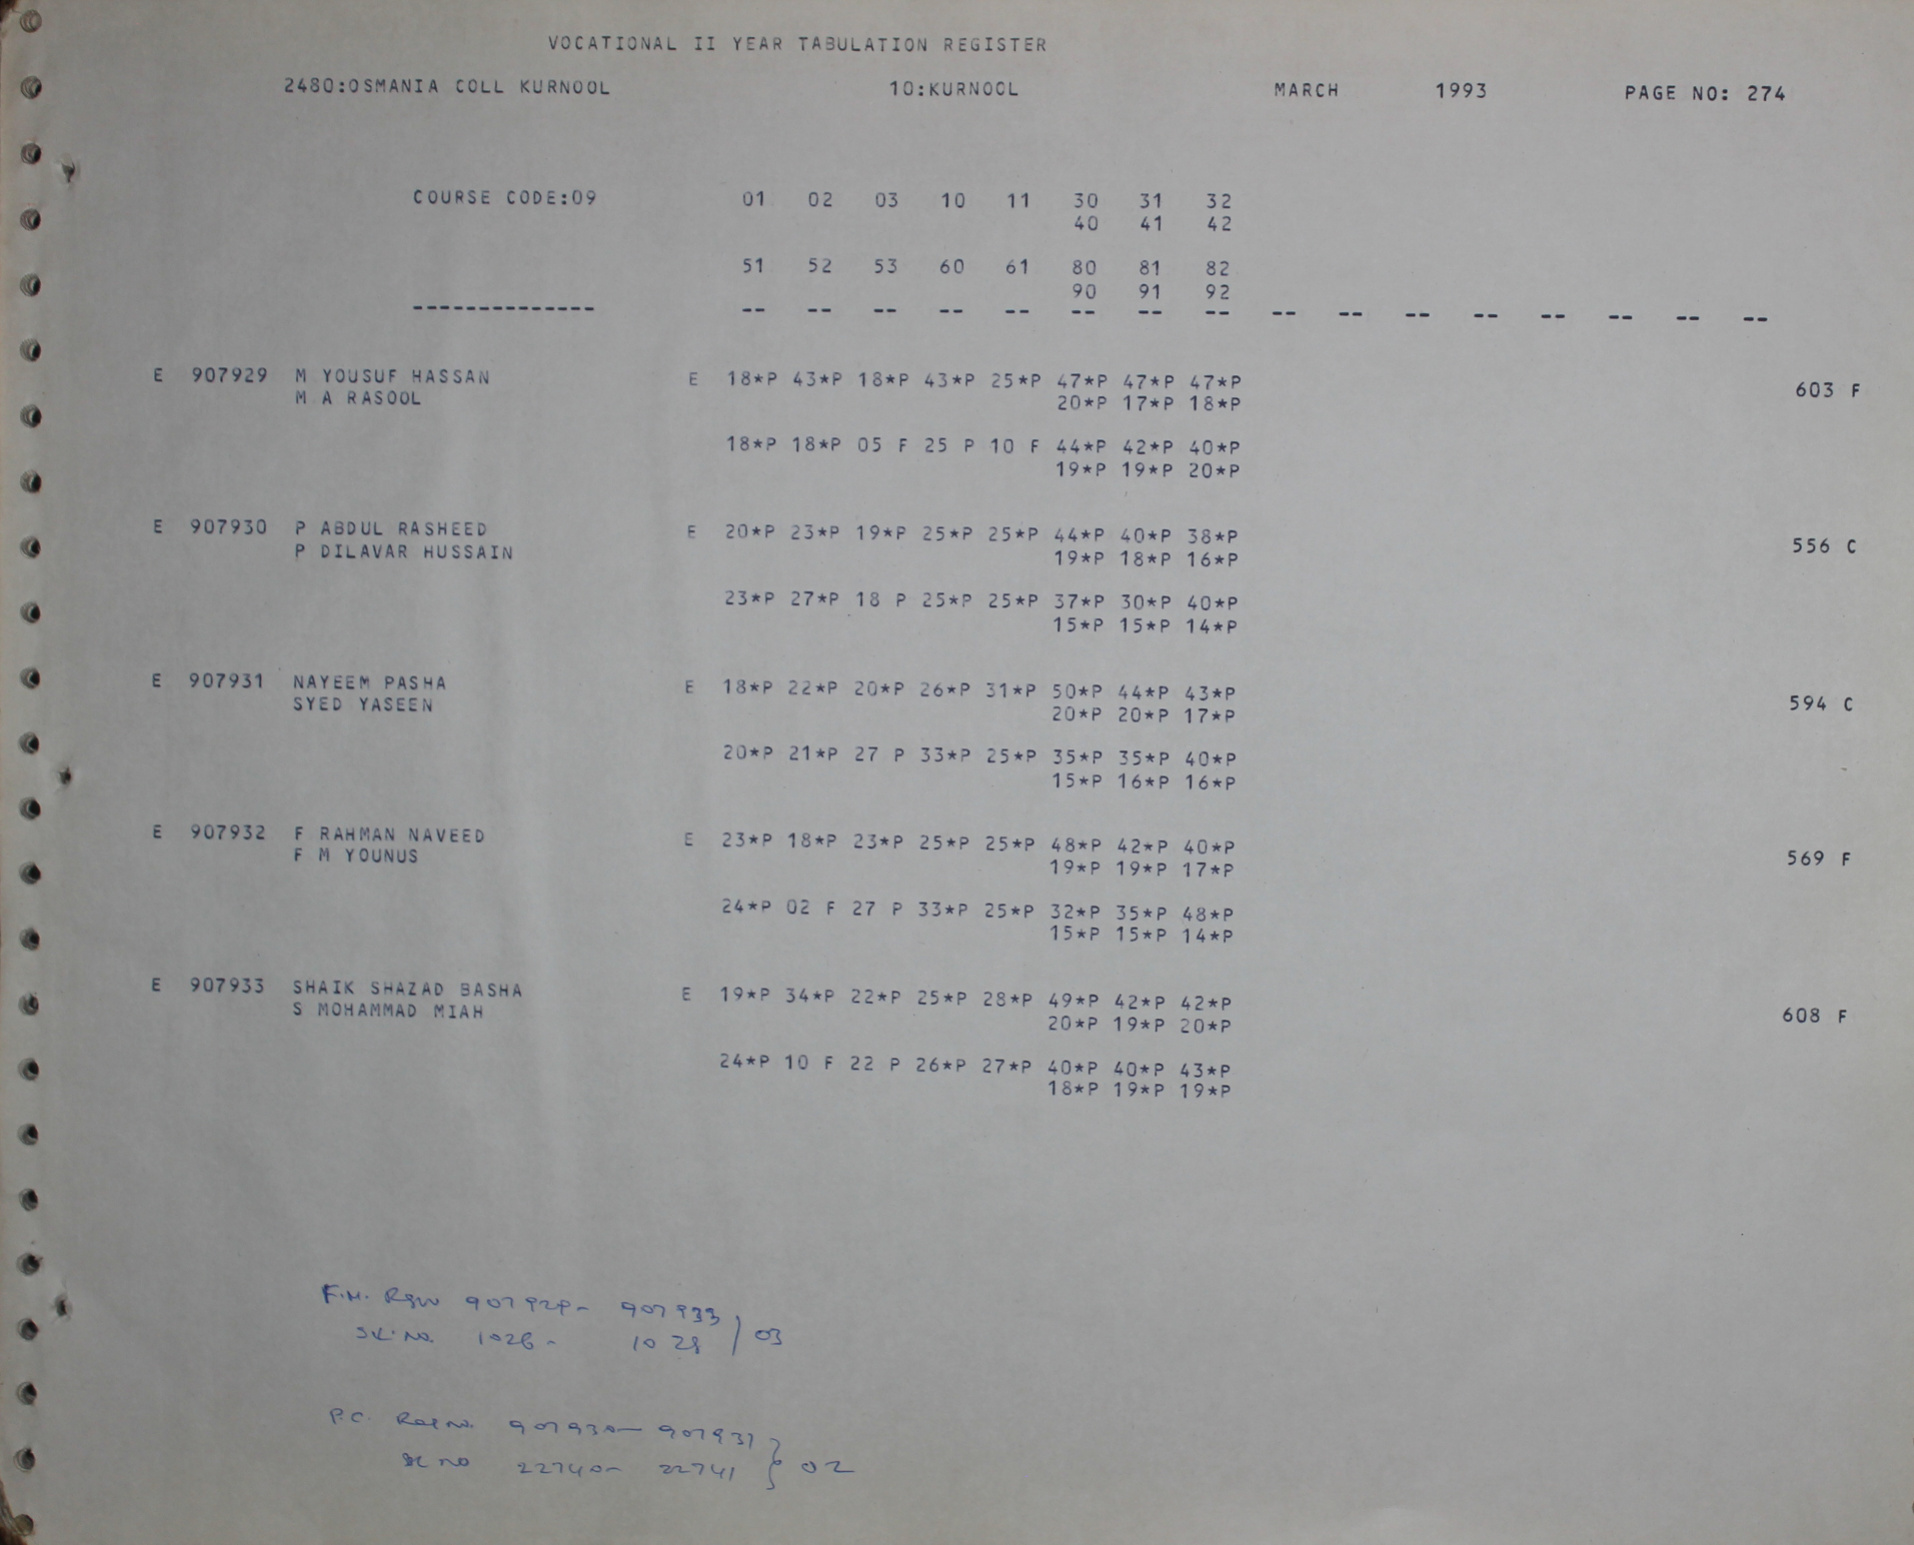 VOCATIONAL II YEAR TABULATION REGISTER
2480:OSMANIA COLL KURNOOL 10:KURNOOL MARCH 1993 PAGE NO: 274
COURSE CODE:09 01 02 03 10 11 30 31 32
40 41 42
51 52 53 60 61 80 81 82
90 91 92
-------------- -- -- -- -- -- -- -- -- -- -- -- -- -- -- -- --
E 907929 M YOUSUF HASSAN E 18*P 43*P 18*P 43*P 25*P 47*P 47*P 47*P 603 F
M A RASOOL 20*P 17*P 18*P
18*P 18*P 05 F 25 P 10 F 44*P 42*P 40*P
19*P 19*P 20*P
E 907930 P ABDUL RASHEED E 20*P 23*P 19*P 25*P 25*P 44*P 40*P 38*P 556 C
P DILAVAR HUSSAIN 19*P 18*P 16*P
23*P 27*P 18 P 25*P 25*P 37*P 30*P 40*P
15*P 15*P 14*P
E 907931 NAYEEM PASHA E 18*P 22*P 20*P 26*P 31*P 50*P 44*P 43*P 594 C
SYED YASEEN 20*P 20*P 17*P
20*P 21*P 27 P 33*P 25*P 35*P 35*P 40*P
15*P 16*P 16*P
E 907932 F RAHMAN NAVEED E 23*P 18*P 23*P 25*P 25*P 48*P 42*P 40*P 569 F
F M YOUNUS 19*P 19*P 17*P
24*P 02 F 27 P 33*P 25*P 32*P 35*P 48*P
15*P 15*P 14*P
E 907933 SHAIK SHAZAD BASHA E 19*P 34*P 22*P 25*P 28*P 49*P 42*P 42*P 608 F
S MOHAMMAD MIAH 20*P 19*P 20*P
24*P 10 F 22 P 26*P 27*P 40*P 40*P 43*P
18*P 19*P 19*P
F.M. 907929- 907933
Sl.No. 1026- 1028 / 03
P.C. Reg no. 907930- 907931
Sl no 22740- 22741 } 02